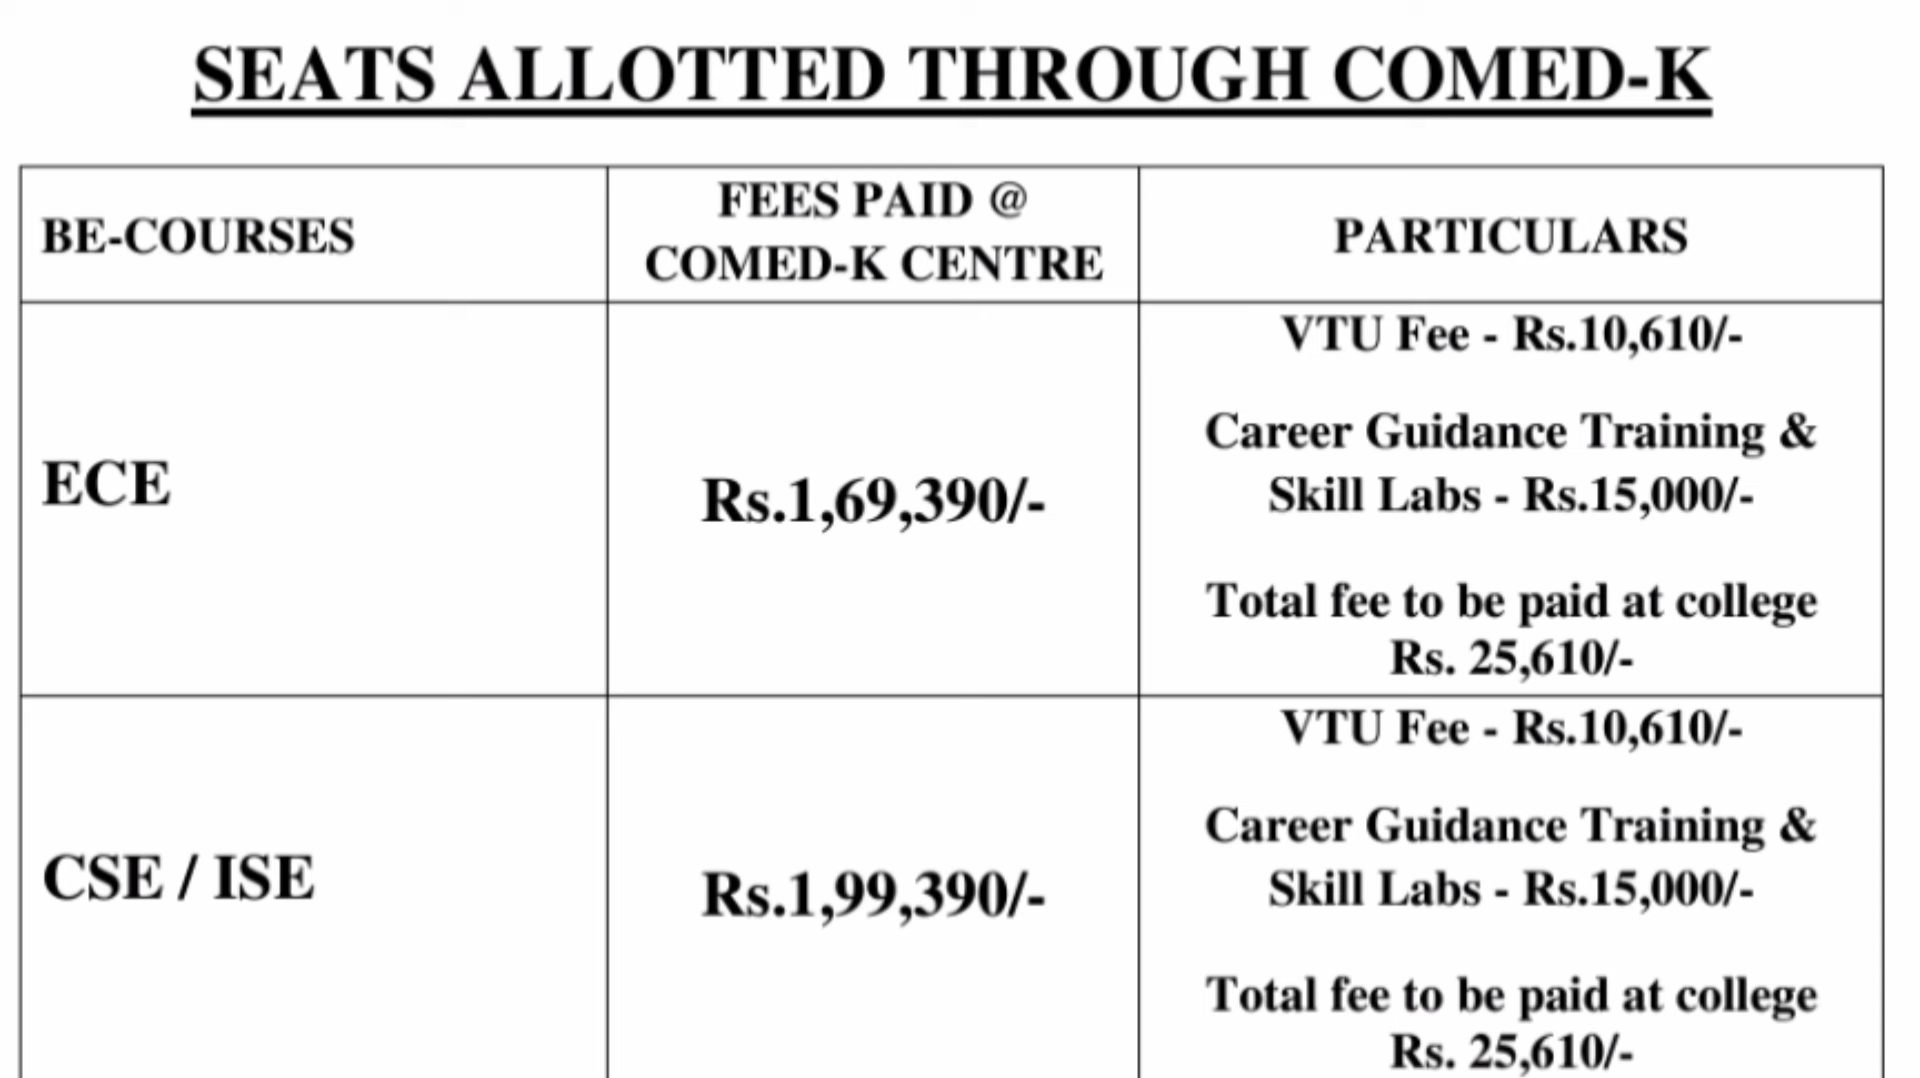 SEATS ALLOTTED THROUGH COMED-K
BE-COURSES
FEES PAID @
COMED-K CENTRE
PARTICULARS
ECE
Rs.1,69,390/-
VTU Fee - Rs.10,610/-
Career Guidance Training &
Skill Labs - Rs.15,000/-
Total fee to be paid at college
Rs. 25,610/-
CSE / ISE
Rs.1,99,390/-
VTU Fee - Rs.10,610/-
Career Guidance Training &
Skill Labs - Rs.15,000/-
Total fee to be paid at college
Rs. 25,610/-